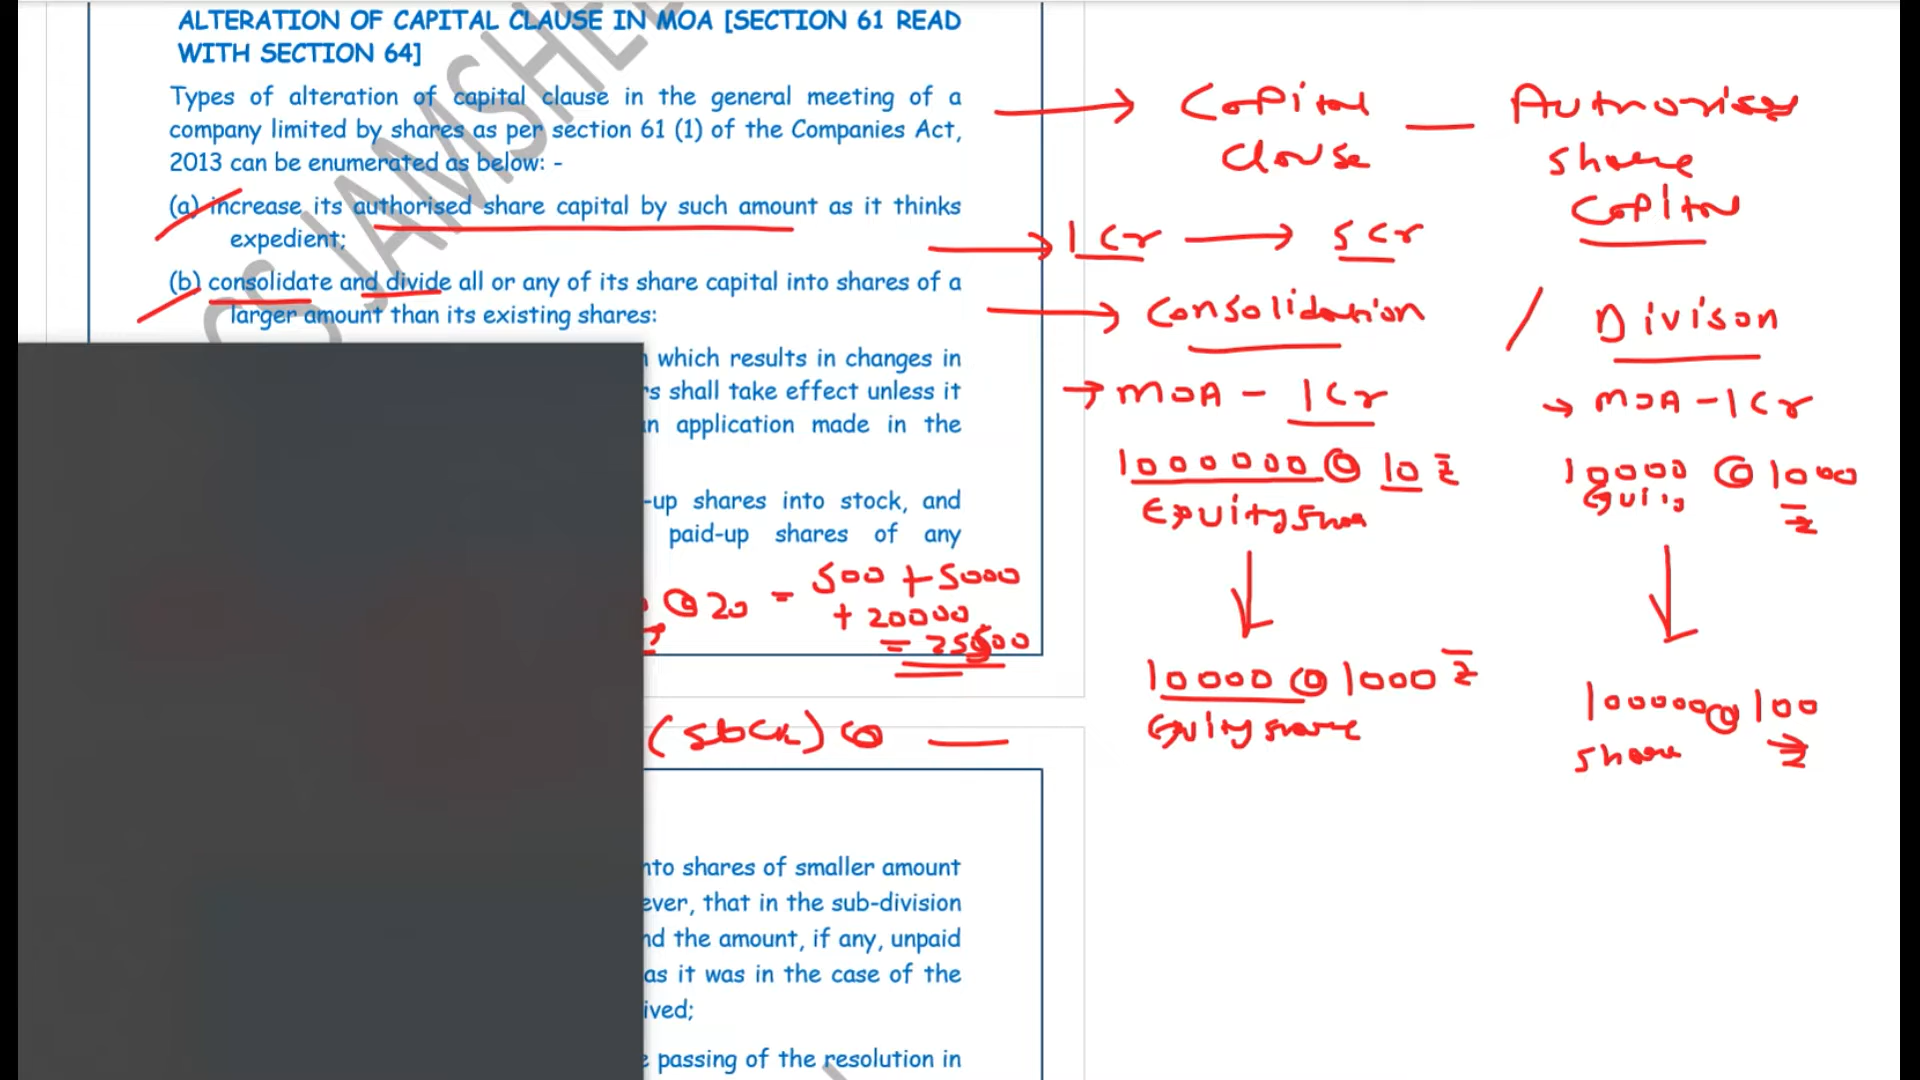 ALTERATION OF CAPITAL CLAUSE IN MOA [SECTION 61 READ
WITH SECTION 64]
Types of alteration of capital clause in the general meeting of a
company limited by shares as per section 61 (1) of the Companies Act,
2013 can be enumerated as below: -
(a) increase its authorised share capital by such amount as it thinks
expedient;
(b) consolidate and divide all or any of its share capital into shares of a
larger amount than its existing shares:
which results in changes in
shall take effect unless it
application made in the
-up shares into stock, and
paid-up shares of any
@ 20 = 500 + 5000
+ 20000
= 25500
(stock) @ —
into shares of smaller amount
that in the sub-division
the amount, if any, unpaid
as it was in the case of the
passing of the resolution in
CS JAMSHE
Capital — Authorised
Clause share
Capital
1 Cr → 5 Cr
Consolidation / Divison
→ MOA - 1 Cr → MOA - 1 Cr
1000000 @ 10 10000 @ 1000
Equity Equity
10000 @ 1000 100000 @ 100
Equity share share